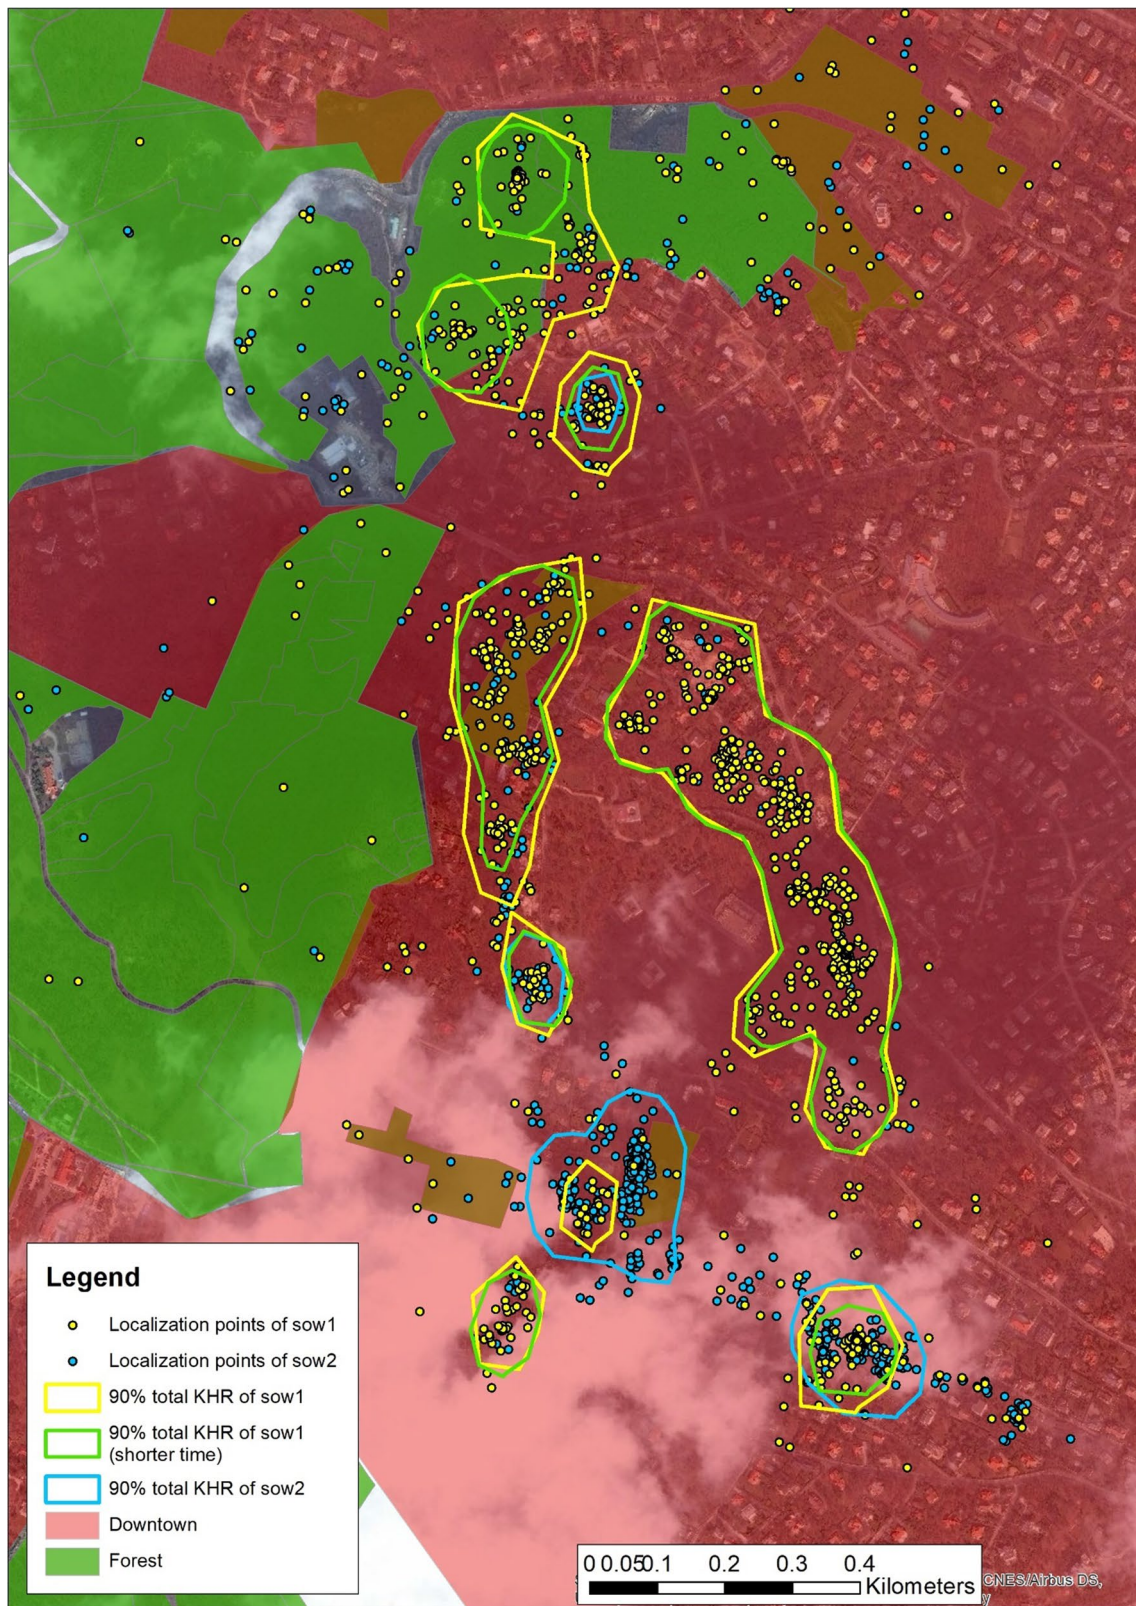 Legend
Localization points of sow1
Localization points of sow2
90% total KHR of sow1
90% total KHR of sow1
(shorter time)
90% total KHR of sow2
Downtown
Forest
0 0.05 0.1 0.2 0.3 0.4
Kilometers
CNES/Airbus DS,
y